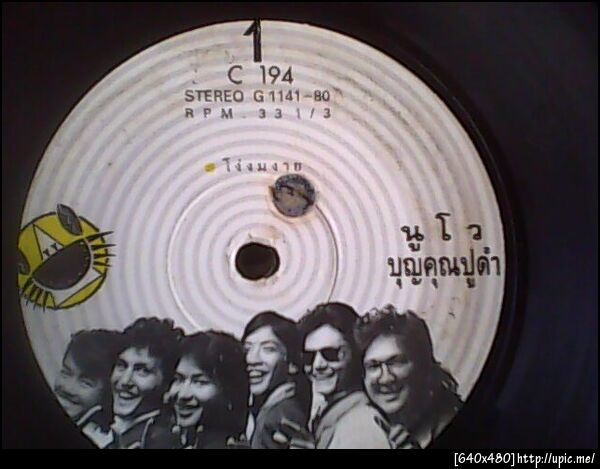 1
C 194
STEREO G1141-80
RPM. 33 1/3
โง่งมงาย
นูโว
บุญคุณปูดำ
[640x480]http://upic.me/